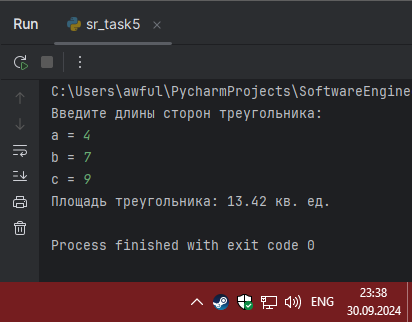 Run
sr_task5
C:\Users\awful\PycharmProjects\SoftwareEngine
Введите длины сторон треугольника:
a = 4
b = 7
c = 9
Площадь треугольника: 13.42 кв. ед.
Process finished with exit code 0
ENG
23:38
30.09.2024